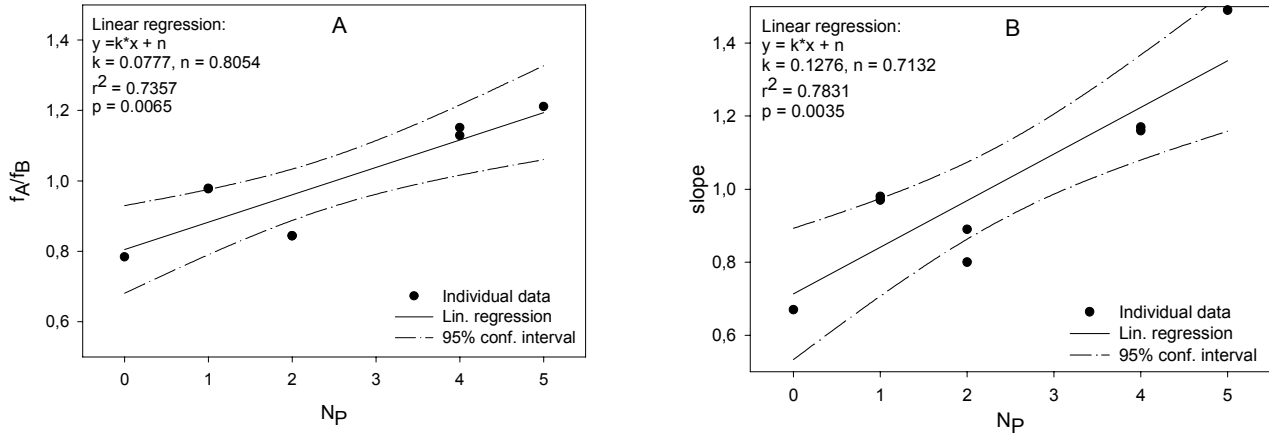 Linear regression:
y =k*x + n
k = 0.0777, n = 0.8054
r2 = 0.7357
p = 0.0065
A
1,4
1,2
1,0
0,8
0,6
fA/fB
Individual data
Lin. regression
95% conf. interval
0 1 2 3 4 5
NP
Linear regression:
y = k*x + n
k = 0.1276, n = 0.7132
r2 = 0.7831
p = 0.0035
B
1,4
1,2
1,0
0,8
0,6
slope
Individual data
Lin. regression
95% conf. interval
0 1 2 3 4 5
NP